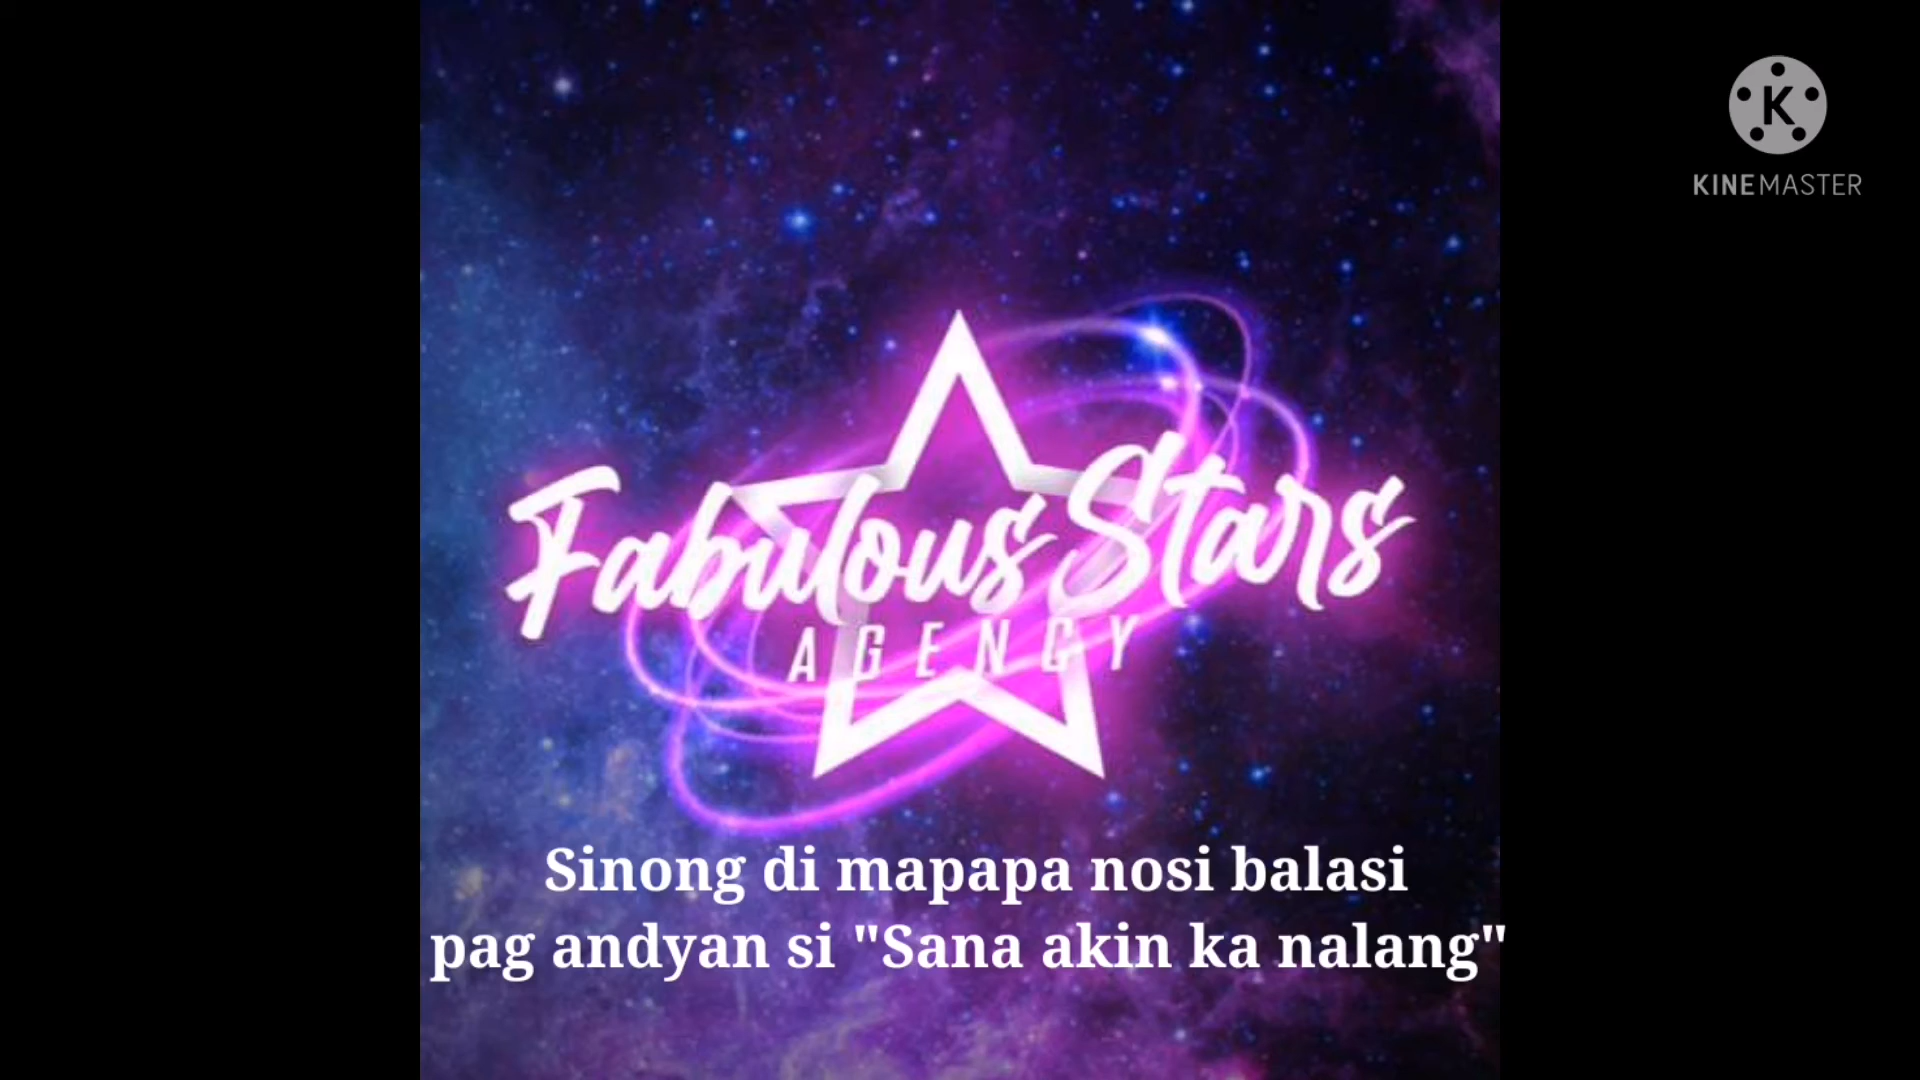 K
KINEMASTER
Fabulous Stars
AGENCY
Sinong di mapapa nosi balasi
pag andyan si "Sana akin ka nalang"